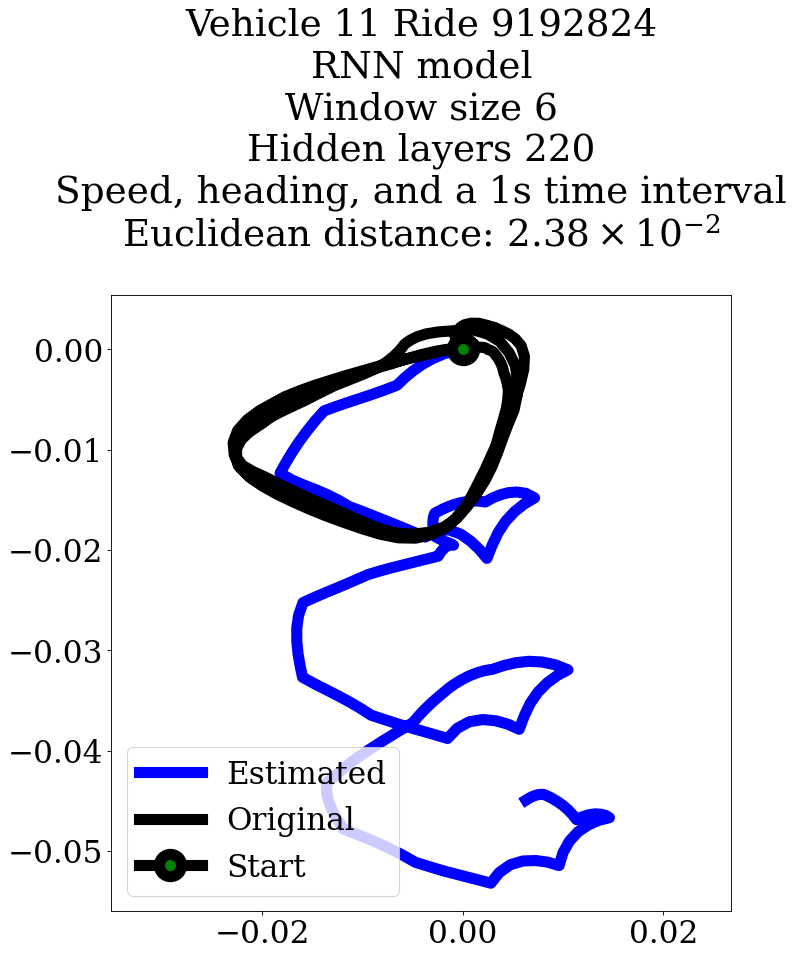 Vehicle 11 Ride 9192824
RNN model
Window size 6
Hidden layers 220
Speed, heading, and a 1s time interval
Euclidean distance: 2.38 × 10⁻²
0.00
−0.01
−0.02
−0.03
−0.04
−0.05
Estimated
Original
Start
−0.02 0.00 0.02